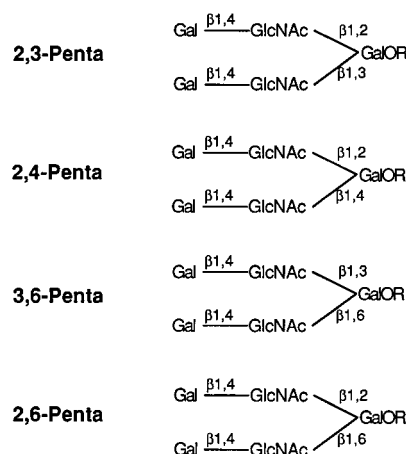 β1,4 β1,2
Gal GlcNAc
2,3-Penta GalOR
β1,4 β1,3
Gal GlcNAc
β1,4 β1,2
Gal GlcNAc
2,4-Penta GalOR
β1,4 β1,4
Gal GlcNAc
β1,4 β1,3
Gal GlcNAc
3,6-Penta GalOR
β1,4 β1,6
Gal GlcNAc
β1,4 β1,2
Gal GlcNAc
2,6-Penta GalOR
β1,4 β1,6
Gal GlcNAc